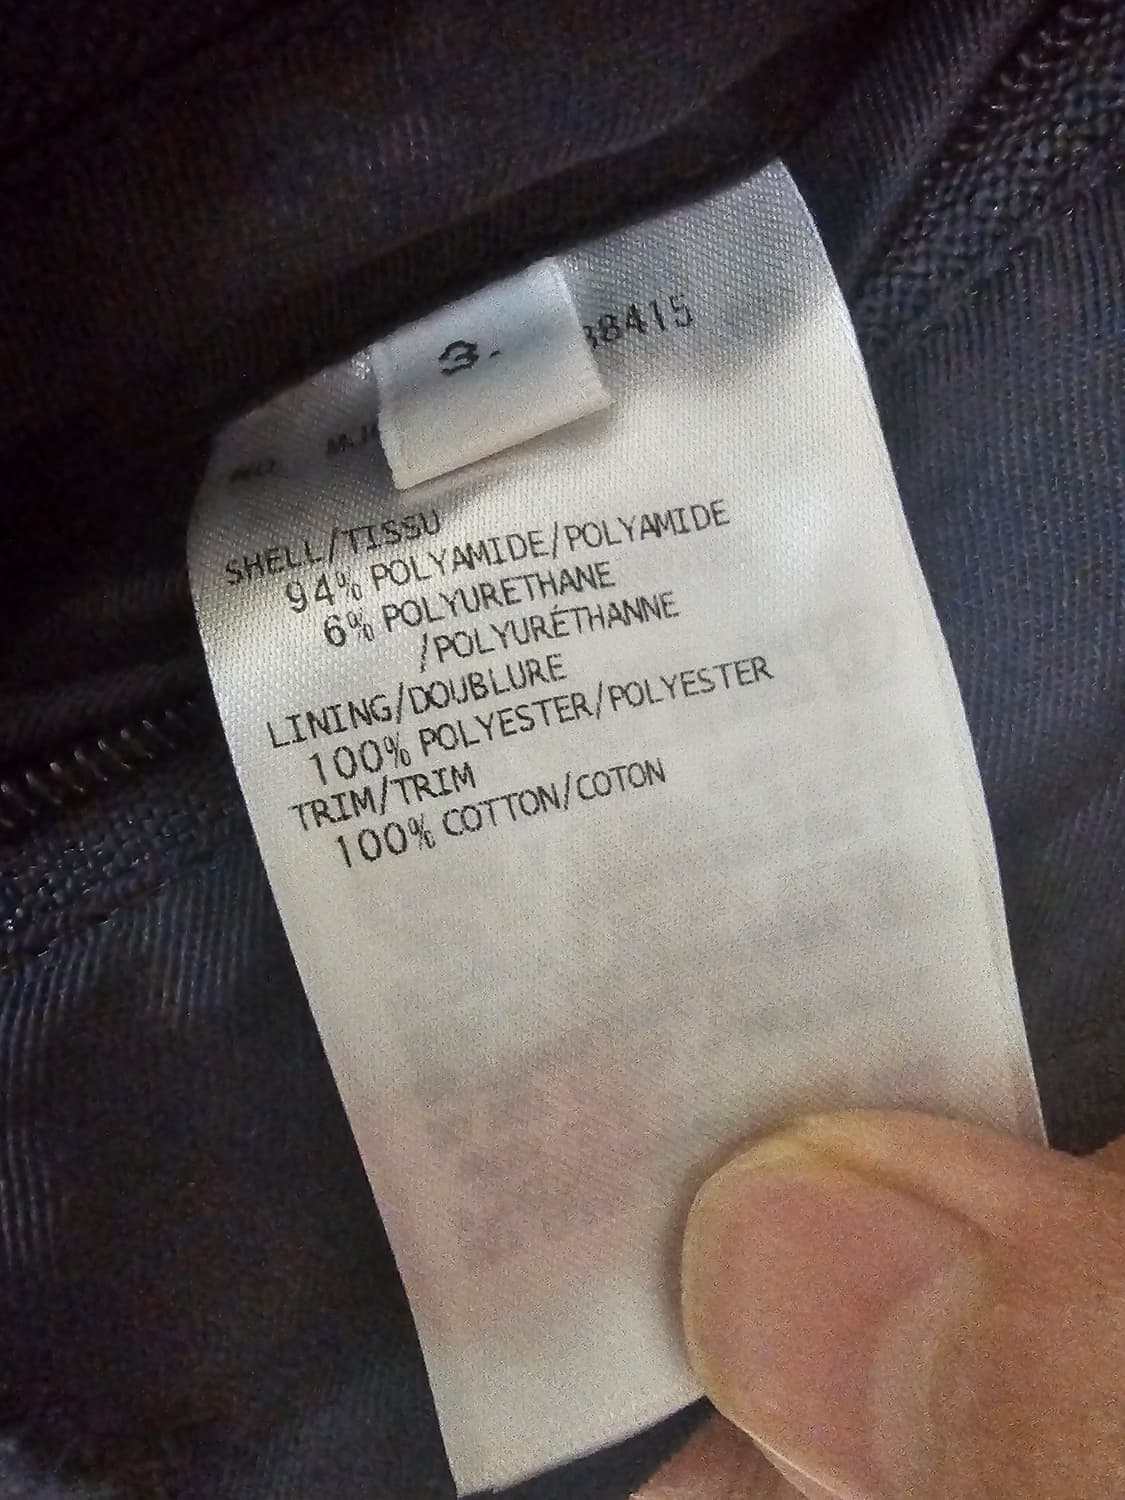 3.
38415
SHELL/TISSU
94% POLYAMIDE/POLYAMIDE
6% POLYURETHANE
/POLYURÉTHANNE
LINING/DOUBLURE
100% POLYESTER/POLYESTER
TRIM/TRIM
100% COTTON/COTON